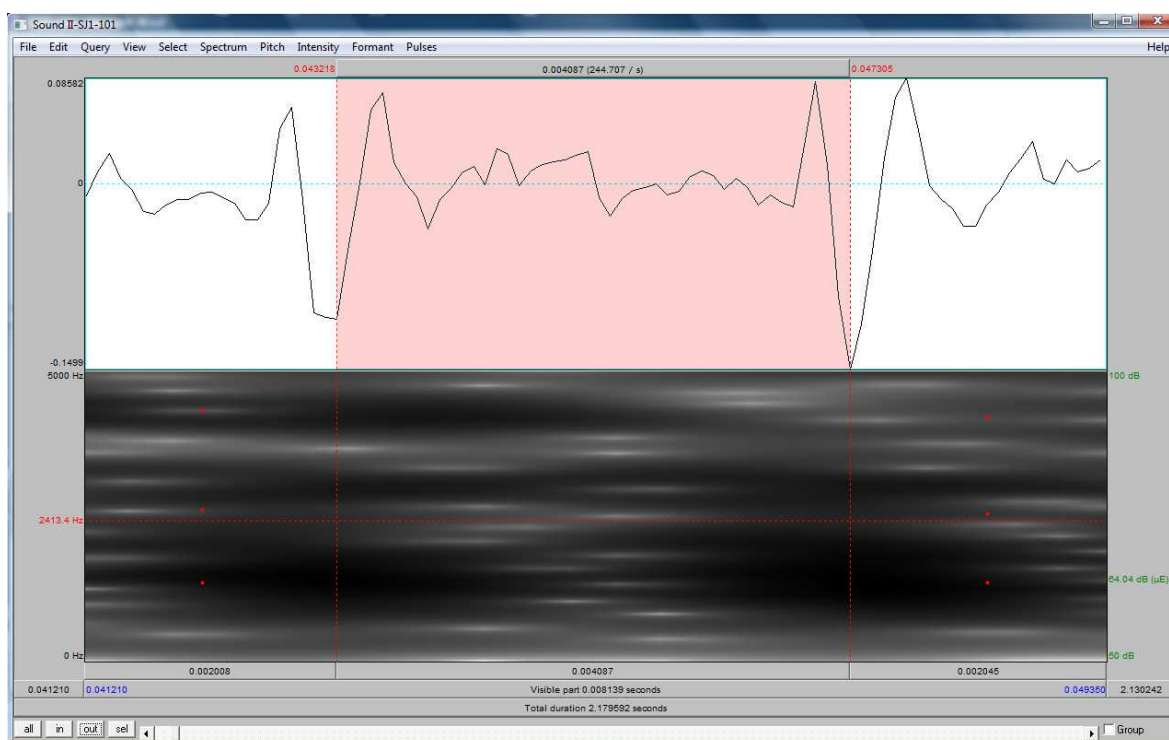 Sound II-SJ1-101
File Edit Query View Select Spectrum Pitch Intensity Formant Pulses Help
0.043218 0.004087 (244.707 / s) 0.047305
0.08582
0
-0.1499
5000 Hz 100 dB
2413.4 Hz
64.04 dB (µE)
0 Hz 50 dB
0.002008 0.004087 0.002045
0.041210 0.041210 Visible part 0.008139 seconds 0.049350 2.130242
Total duration 2.179592 seconds
all in out sel Group